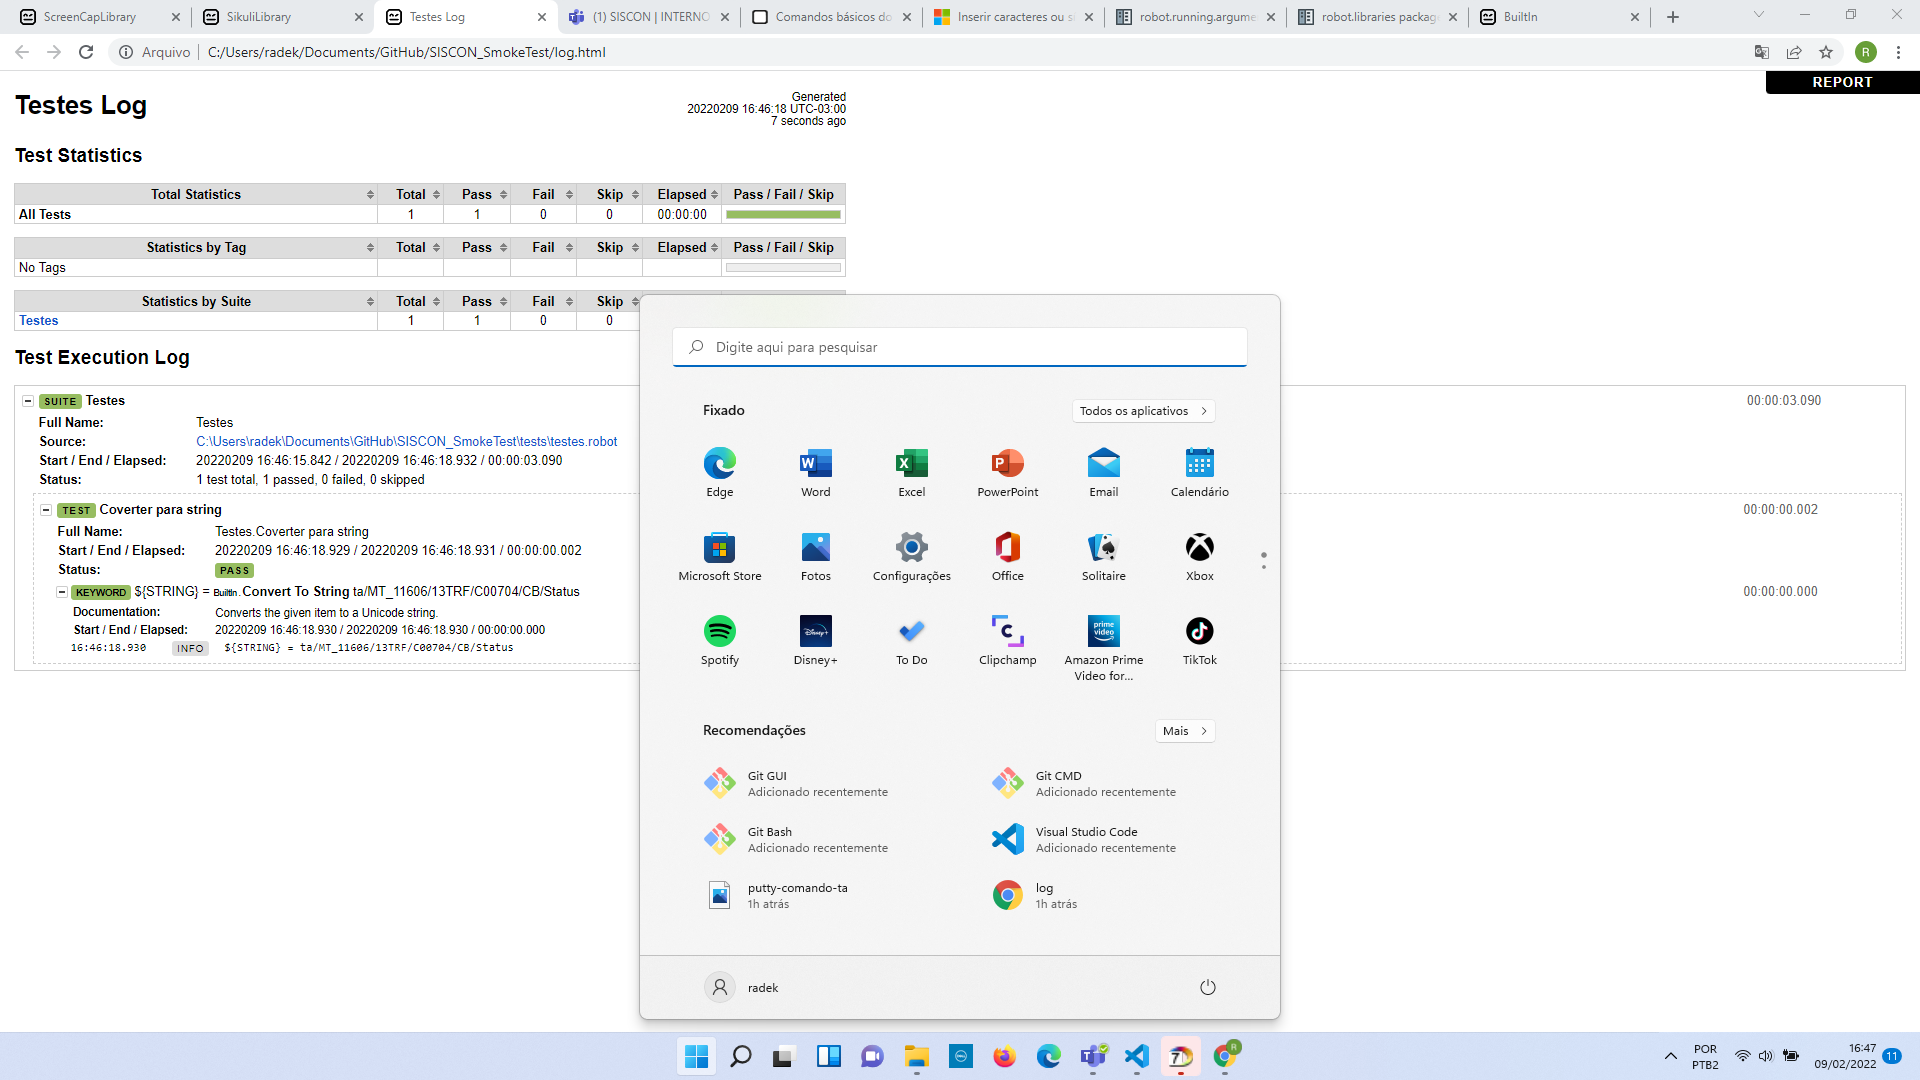 ScreenCapLibrary
SikuliLibrary
Testes Log
(1) SISCON | INTERNO
Comandos básicos do
Inserir caracteres ou s
robot.running.argume
robot.libraries package
BuiltIn
Arquivo
C:/Users/radek/Documents/GitHub/SISCON_SmokeTest/log.html
R
REPORT
Testes Log
Generated
20220209 16:46:18 UTC-03:00
7 seconds ago
Test Statistics
Total Statistics Total Pass Fail Skip Elapsed Pass / Fail / Skip
All Tests 1 1 0 0 00:00:00
Statistics by Tag Total Pass Fail Skip Elapsed Pass / Fail / Skip
No Tags
Statistics by Suite Total Pass Fail Skip
Testes 1 1 0 0
Test Execution Log
SUITE Testes 00:00:03.090
Full Name: Testes
Source: C:\Users\radek\Documents\GitHub\SISCON_SmokeTest\tests\testes.robot
Start / End / Elapsed: 20220209 16:46:15.842 / 20220209 16:46:18.932 / 00:00:03.090
Status: 1 test total, 1 passed, 0 failed, 0 skipped
TEST Coverter para string 00:00:00.002
Full Name: Testes.Coverter para string
Start / End / Elapsed: 20220209 16:46:18.929 / 20220209 16:46:18.931 / 00:00:00.002
Status: PASS
KEYWORD ${STRING} = BuiltIn.Convert To String ta/MT_11606/13TRF/C00704/CB/Status 00:00:00.000
Documentation: Converts the given item to a Unicode string.
Start / End / Elapsed: 20220209 16:46:18.930 / 20220209 16:46:18.930 / 00:00:00.000
16:46:18.930 INFO ${STRING} = ta/MT_11606/13TRF/C00704/CB/Status
Digite aqui para pesquisar
Fixado
Todos os aplicativos
Edge
Word
Excel
PowerPoint
Email
Calendário
Microsoft Store
Fotos
Configurações
Office
Solitaire
Xbox
Spotify
Disney+
To Do
Clipchamp
prime video
Amazon Prime
Video for...
TikTok
Recomendações
Mais
Git GUI
Adicionado recentemente
Git CMD
Adicionado recentemente
Git Bash
Adicionado recentemente
Visual Studio Code
Adicionado recentemente
putty-comando-ta
1h atrás
log
1h atrás
radek
POR
PTB2
16:47
09/02/2022
11